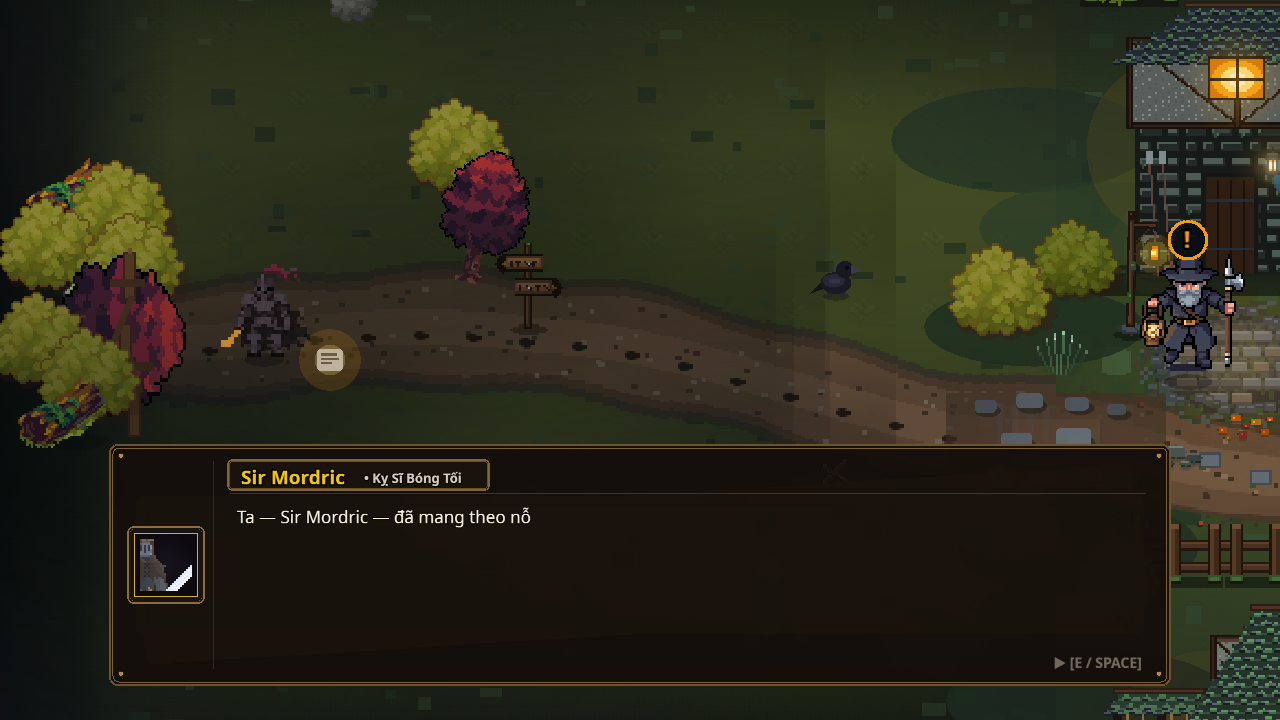 !
Sir Mordric • Kỵ Sĩ Bóng Tối
Ta — Sir Mordric — đã mang theo nỗ
▶ [E / SPACE]